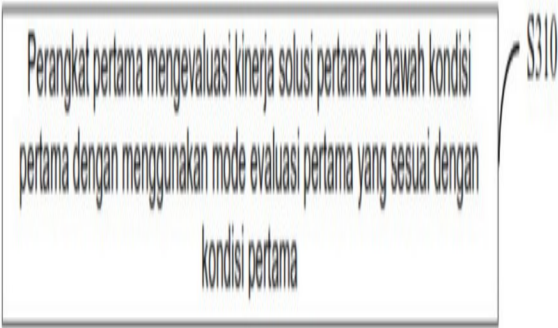 Perangkat pertama mengevaluasi kinerja solusi pertama di bawah kondisi
pertama dengan menggunakan mode evaluasi pertama yang sesuai dengan
kondisi pertama
S310